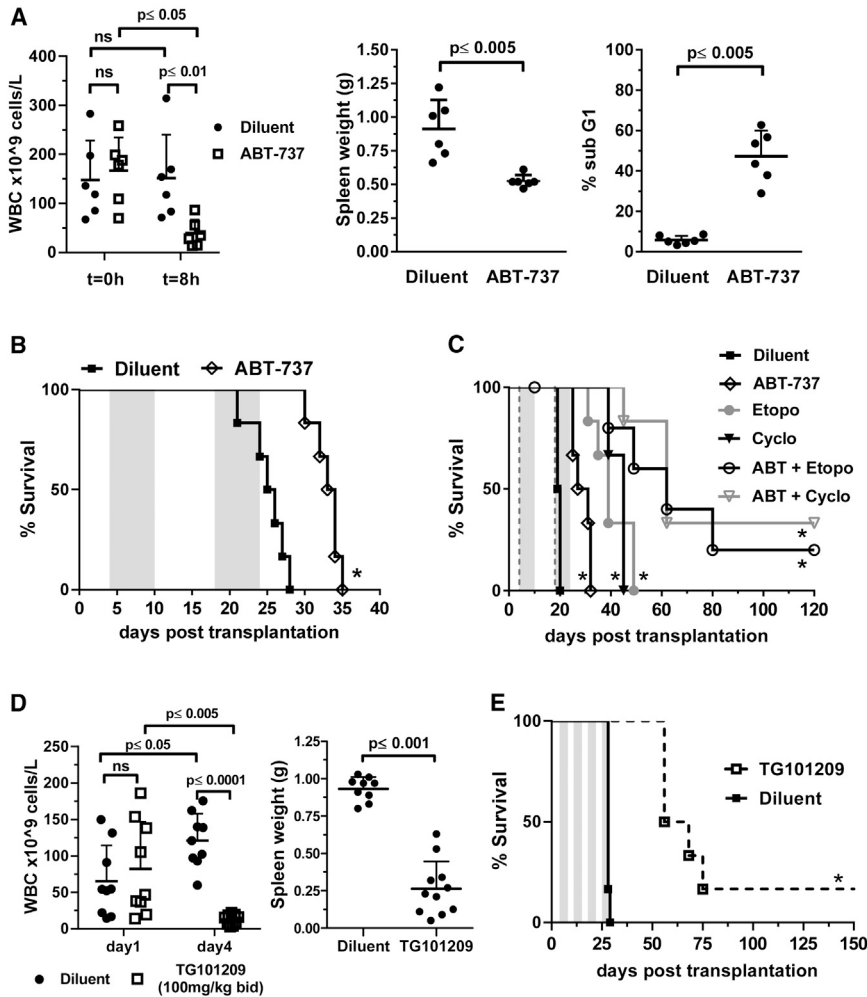 A
p≤ 0.05
ns
ns
p≤ 0.01
400
300
200
100
0
WBC x10^9 cells/L
t=0h
t=8h
Diluent
ABT-737
p≤ 0.005
1.50
1.25
1.00
0.75
0.50
0.25
0.00
Spleen weight (g)
Diluent
ABT-737
p≤ 0.005
100
80
60
40
20
0
% sub G1
Diluent
ABT-737
B
Diluent
ABT-737
100
50
0
% Survival
0 5 10 15 20 25 30 35 40
*
days post transplantation
C
Diluent
ABT-737
Etopo
Cyclo
ABT + Etopo
ABT + Cyclo
100
50
0
% Survival
* * *
*
*
0 20 40 60 80 100 120
days post transplantation
D
p≤ 0.005
p≤ 0.05
ns
p≤ 0.0001
250
200
150
100
50
0
WBC x10^9 cells/L
day1
day4
Diluent
TG101209
(100mg/kg bid)
p≤ 0.001
1.25
1.00
0.75
0.50
0.25
0.00
Spleen weight (g)
Diluent
TG101209
E
TG101209
Diluent
100
50
0
% Survival
*
0 25 50 75 100 125 150
days post transplantation